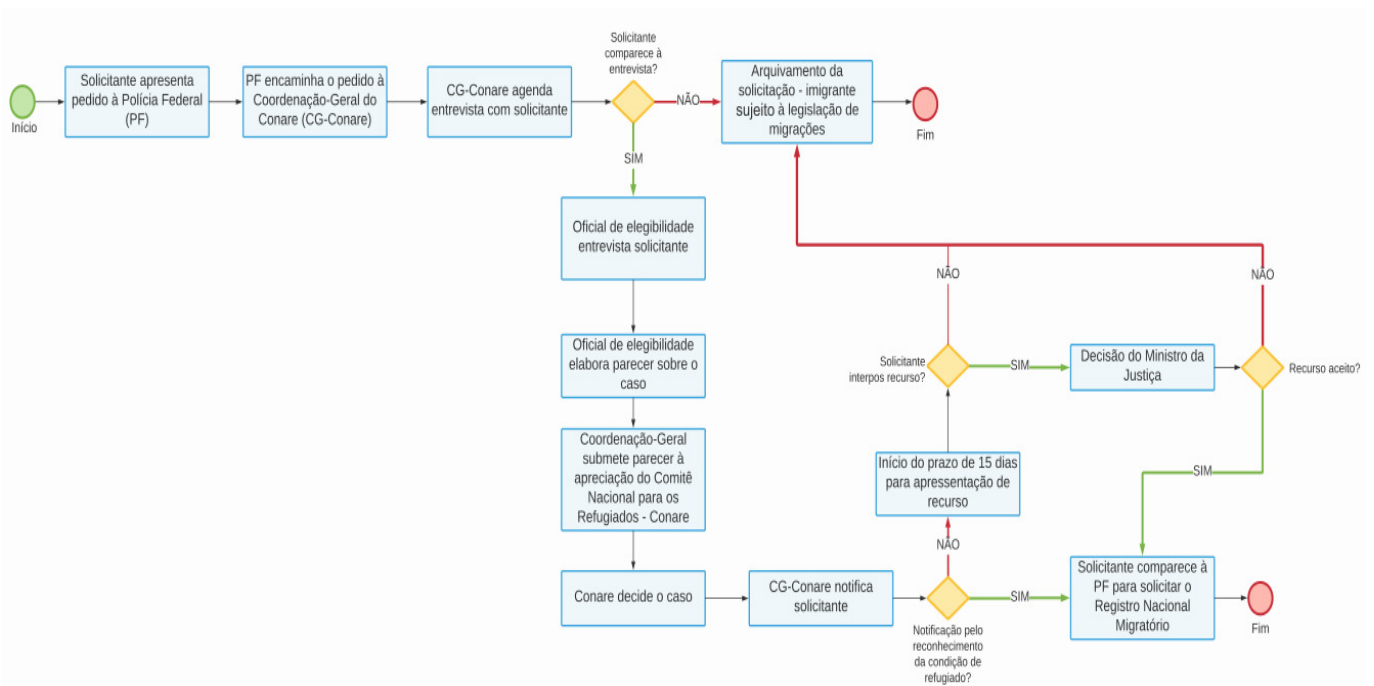 Início
Solicitante apresenta
pedido à Polícia Federal
(PF)
PF encaminha o pedido à
Coordenação-Geral do
Conare (CG-Conare)
CG-Conare agenda
entrevista com solicitante
Solicitante
comparece à
entrevista?
NÃO
Arquivamento da
solicitação - imigrante
sujeito à legislação de
migrações
Fim
SIM
Oficial de elegibilidade
entrevista solicitante
Oficial de elegibilidade
elabora parecer sobre o
caso
Coordenação-Geral
submete parecer à
apreciação do Comitê
Nacional para os
Refugiados - Conare
Conare decide o caso
CG-Conare notifica
solicitante
Notificação pelo
reconhecimento
da condição de
refugiado?
NÃO
Início do prazo de 15 dias
para apressentação de
recurso
Solicitante
interpos recurso?
NÃO
SIM
Decisão do Ministro da
Justiça
Recurso aceito?
NÃO
SIM
SIM
Solicitante comparece à
PF para solicitar o
Registro Nacional
Migratório
Fim